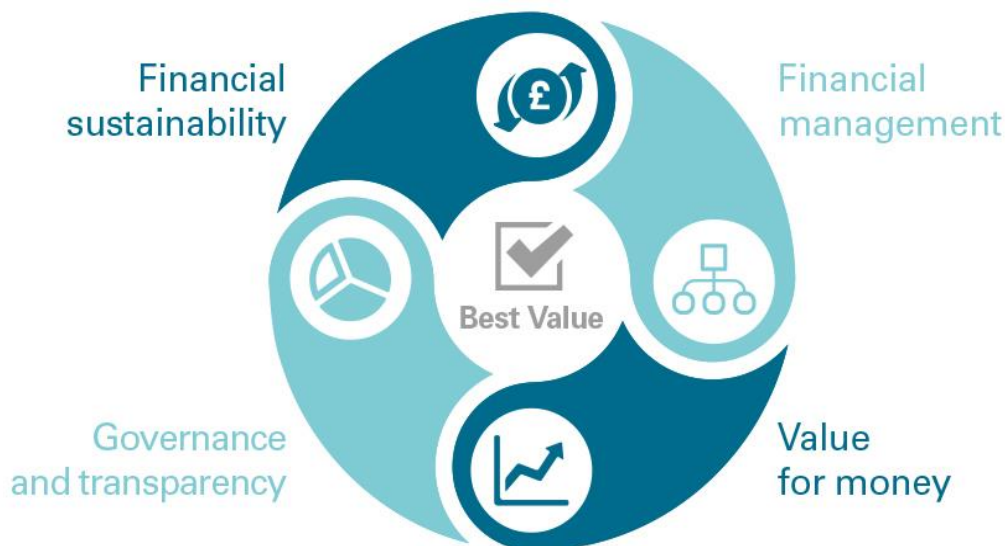 Financial
sustainability
Financial
management
£
Best Value
Governance
and transparency
Value
for money